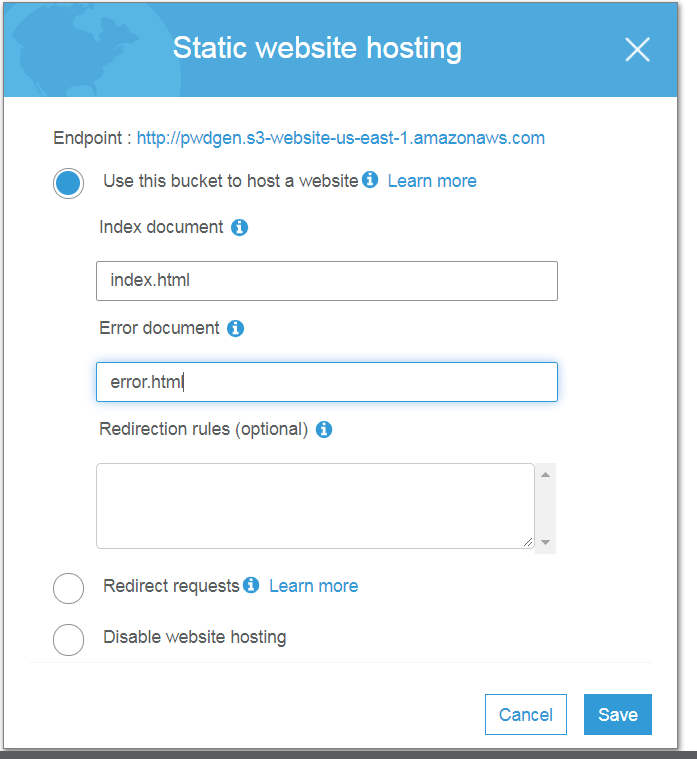 Static website hosting
Endpoint : http://pwdgen.s3-website-us-east-1.amazonaws.com
Use this bucket to host a website Learn more
Index document
index.html
Error document
error.html
Redirection rules (optional)
Redirect requests Learn more
Disable website hosting
Cancel Save